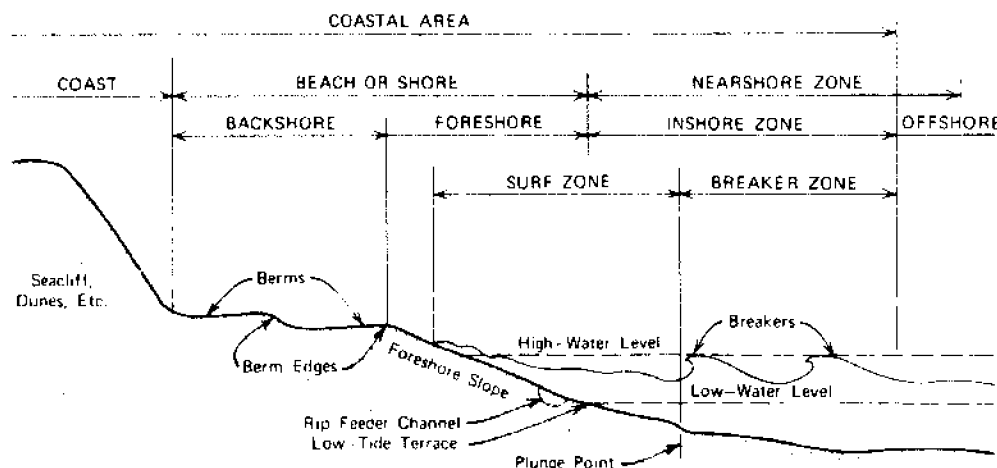 COASTAL AREA
COAST
BEACH OR SHORE
NEARSHORE ZONE
BACKSHORE
FORESHORE
INSHORE ZONE
OFFSHORE
SURF ZONE
BREAKER ZONE
Seacliff,
Dunes, Etc.
Berms
Berm Edges
Foreshore Slope
High-Water Level
Breakers
Low-Water Level
Rip Feeder Channel
Low-Tide Terrace
Plunge Point